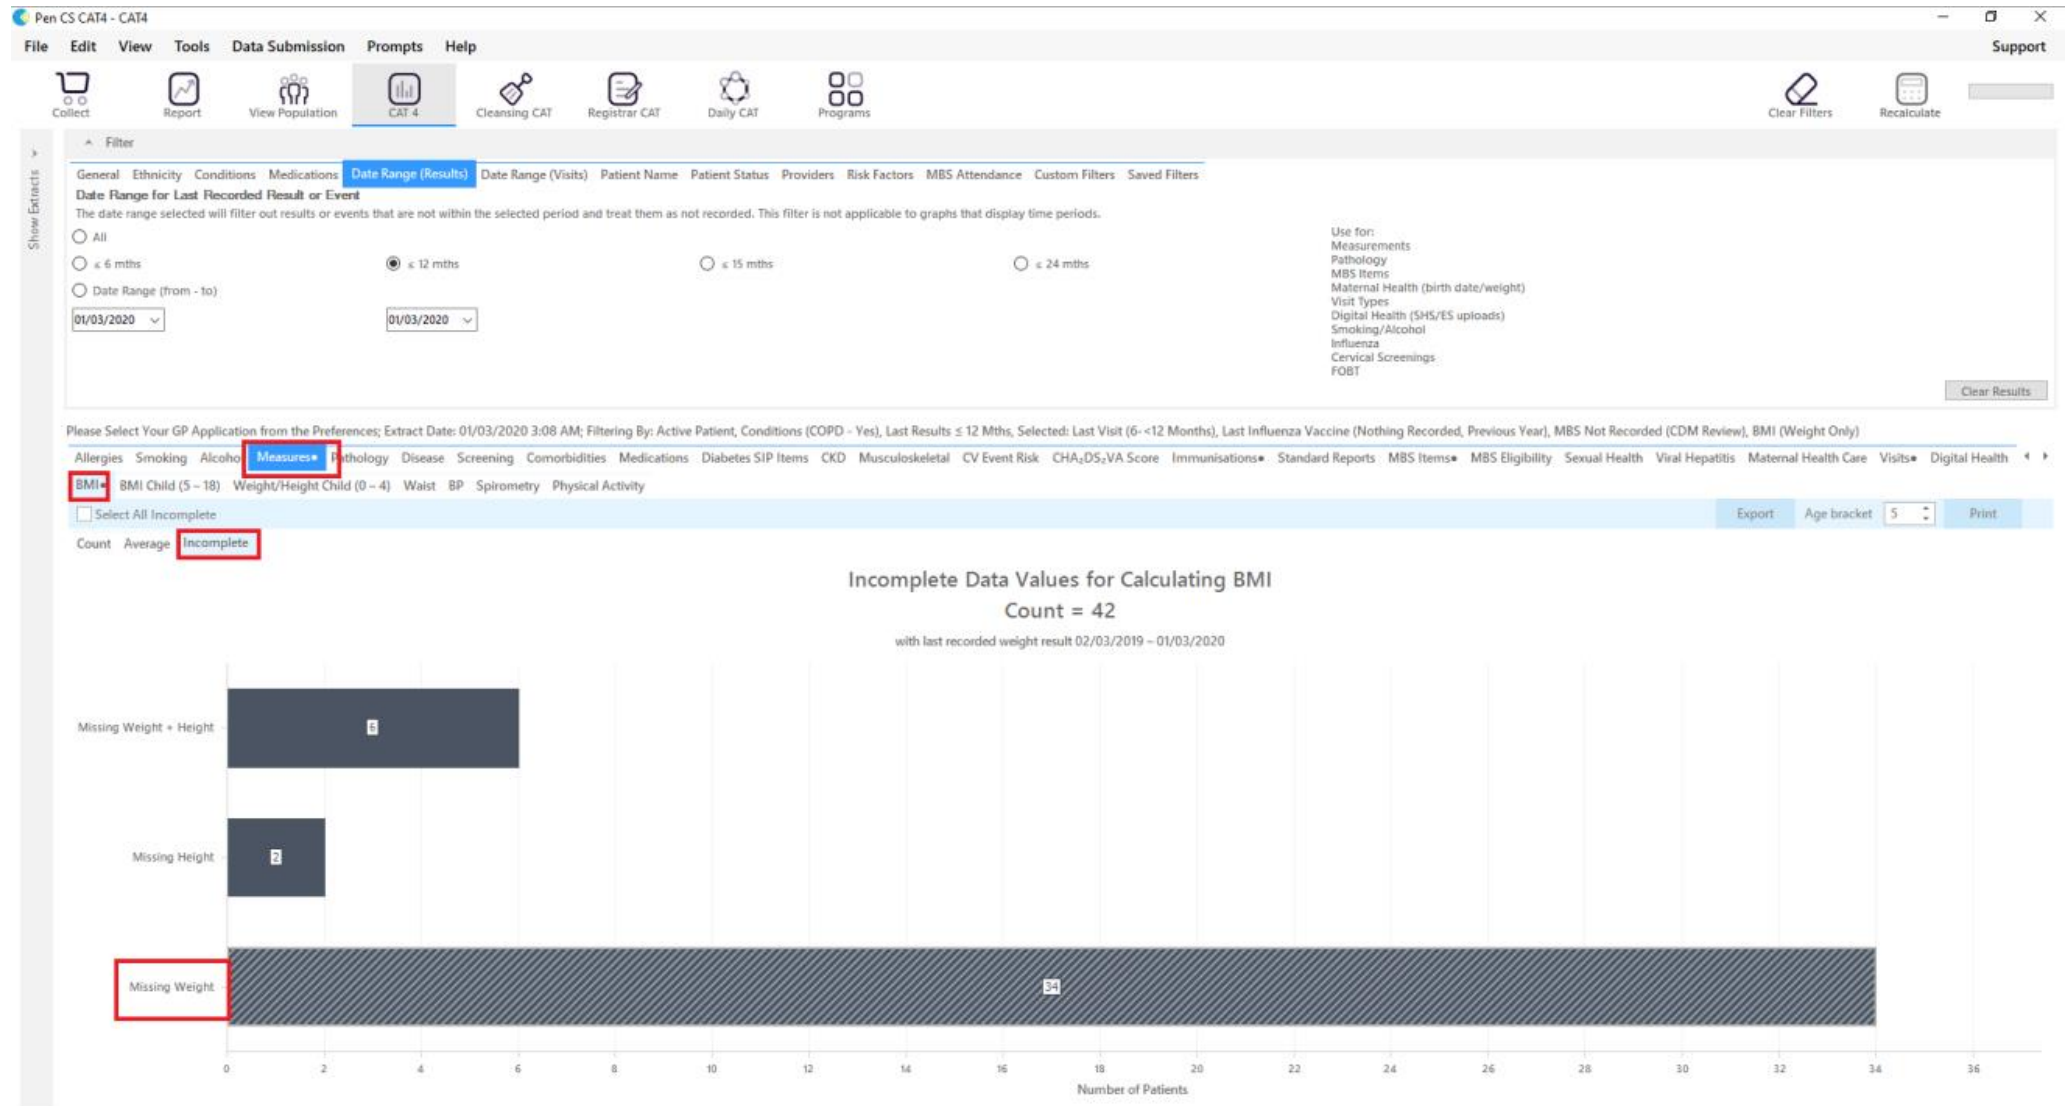 Pen CS CAT4 - CAT4
File Edit View Tools Data Submission Prompts Help Support
Collect Report View Population CAT 4 Cleansing CAT Registrar CAT Daily CAT Programs Clear Filters Recalculate
Show Extracts
Filter
General Ethnicity Conditions Medications Date Range (Results) Date Range (Visits) Patient Name Patient Status Providers Risk Factors MBS Attendance Custom Filters Saved Filters
Date Range for Last Recorded Result or Event
The date range selected will filter out results or events that are not within the selected period and treat them as not recorded. This filter is not applicable to graphs that display time periods.
All
≤ 6 mths ≤ 12 mths ≤ 15 mths ≤ 24 mths
Date Range (from - to)
01/03/2020 01/03/2020
Use for:
Measurements
Pathology
MBS Items
Maternal Health (birth date/weight)
Visit Types
Digital Health (SHS/ES uploads)
Smoking/Alcohol
Influenza
Cervical Screenings
FOBT
Clear Results
Please Select Your GP Application from the Preferences; Extract Date: 01/03/2020 3:08 AM; Filtering By: Active Patient, Conditions (COPD - Yes), Last Results ≤ 12 Mths, Selected: Last Visit (6- <12 Months), Last Influenza Vaccine (Nothing Recorded, Previous Year), MBS Not Recorded (CDM Review), BMI (Weight Only)
Allergies Smoking Alcoho Measures• Pathology Disease Screening Comorbidities Medications Diabetes SIP Items CKD Musculoskeletal CV Event Risk CHA₂DS₂VA Score Immunisations• Standard Reports MBS Items• MBS Eligibility Sexual Health Viral Hepatitis Maternal Health Care Visits• Digital Health
BMI• BMI Child (5 – 18) Weight/Height Child (0 – 4) Waist BP Spirometry Physical Activity
Select All Incomplete Export Age bracket 5 Print
Count Average Incomplete
Incomplete Data Values for Calculating BMI
Count = 42
with last recorded weight result 02/03/2019 – 01/03/2020
Missing Weight + Height 6
Missing Height 2
Missing Weight 34
0 2 4 6 8 10 12 14 16 18 20 22 24 26 28 30 32 34 36
Number of Patients